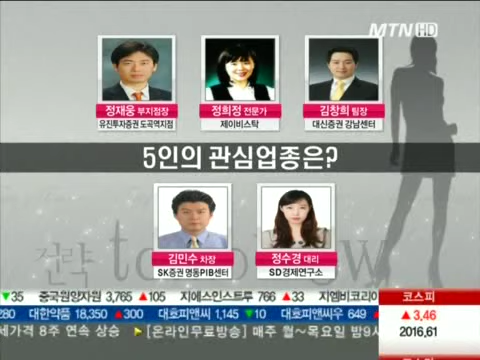 MTN HD
정재웅 부지점장
유진투자증권 도곡역지점
정희정 전문가
제이비스탁
김창희 팀장
대신증권 강남센터
5인의 관심업종은?
김민수 차장
SK증권 명동PIB센터
정수경 대리
SD경제연구소
전략
▼35 중국원양자원 3,765 ▲105 지에스인스트루 766 ▲33 지엠비코리아
280 대한약품 18,350 ▲300 대호피앤씨 1,145 ▼10 대호피앤씨우 649 ▲
세가격 8주 연속 상승 ▶ [온라인무료방송] 매주 월~목요일 밤9시
코스피
▲3,46
2016,61